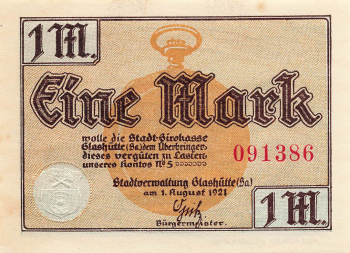 1 M.
Eine Mark
wolle die Stadt-Girokasse
Glashütte (Sa) dem Überbringer
dieses vergüten zu Lasten
unseres Kontos No 5
091386
Stadtverwaltung Glashütte (Sa)
am 1. August 1921
Bürgermeister.
1 M.